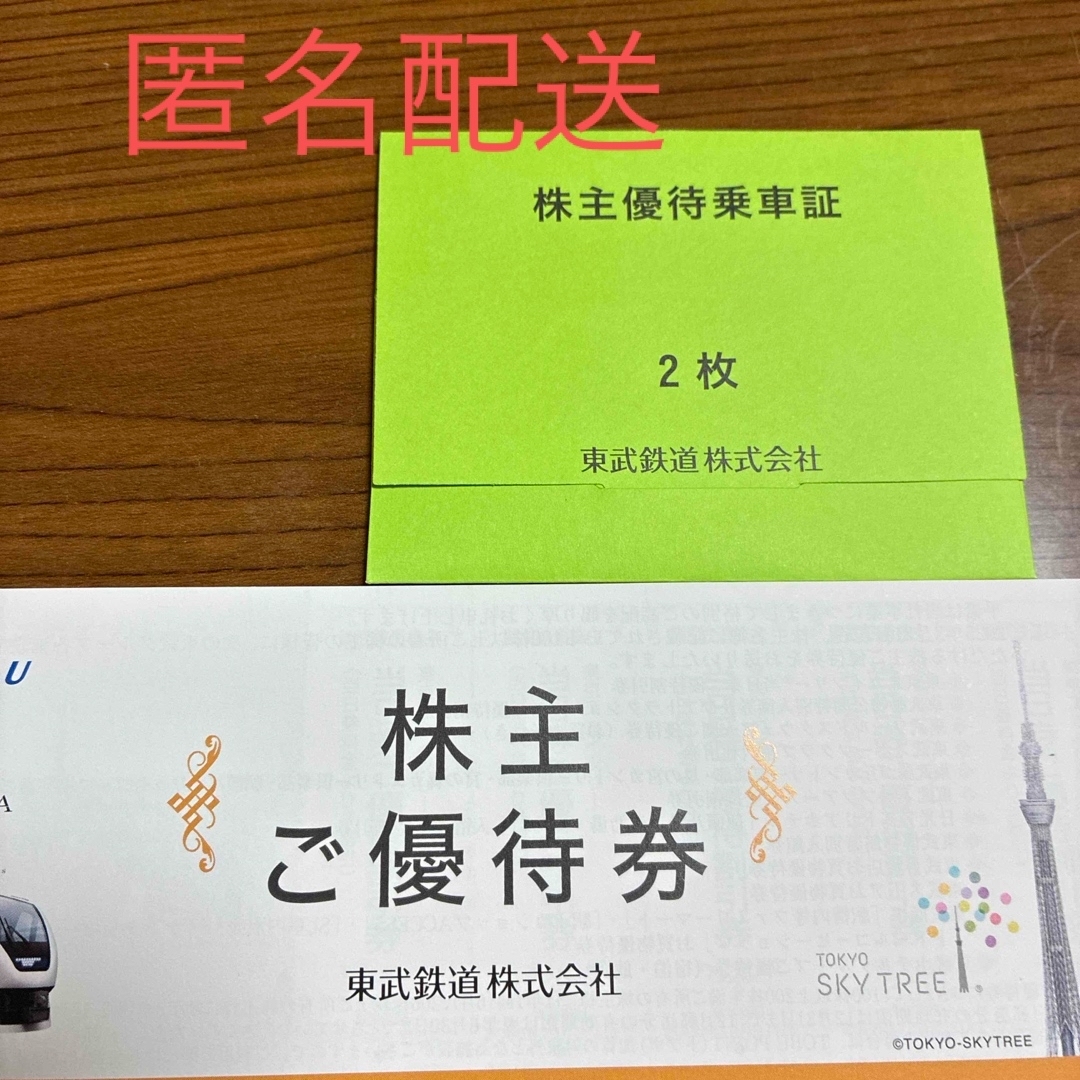 匿名配送
株主優待乗車証
2 枚
東武鉄道株式会社
U
A
株主
ご優待券
東武鉄道株式会社
TOKYO
SKY TREE
©TOKYO-SKYTREE